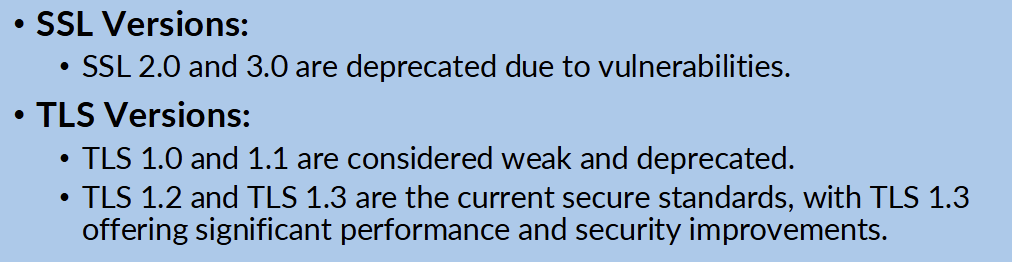 • SSL Versions:
• SSL 2.0 and 3.0 are deprecated due to vulnerabilities.
• TLS Versions:
• TLS 1.0 and 1.1 are considered weak and deprecated.
• TLS 1.2 and TLS 1.3 are the current secure standards, with TLS 1.3
offering significant performance and security improvements.